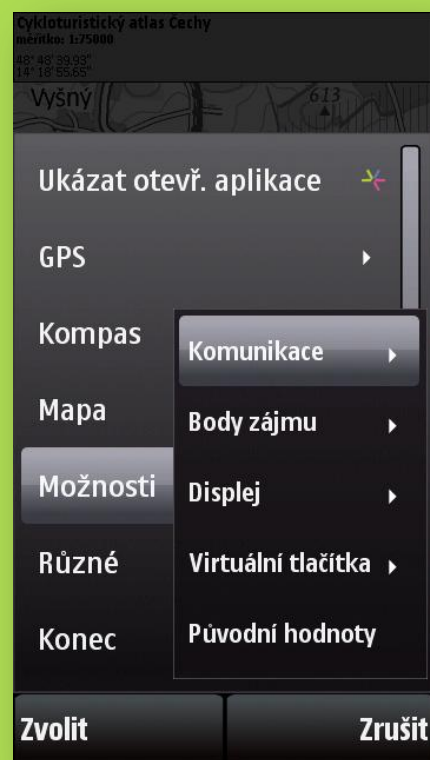 Cykloturistický atlas Čechy
měřítko: 1:75000
48° 48' 39.93"
14° 18' 55.65"
Vyšný
613
Ukázat otevř. aplikace
GPS
Kompas
Mapa
Možnosti
Různé
Konec
Komunikace
Body zájmu
Displej
Virtuální tlačítka
Původní hodnoty
Zvolit
Zrušit